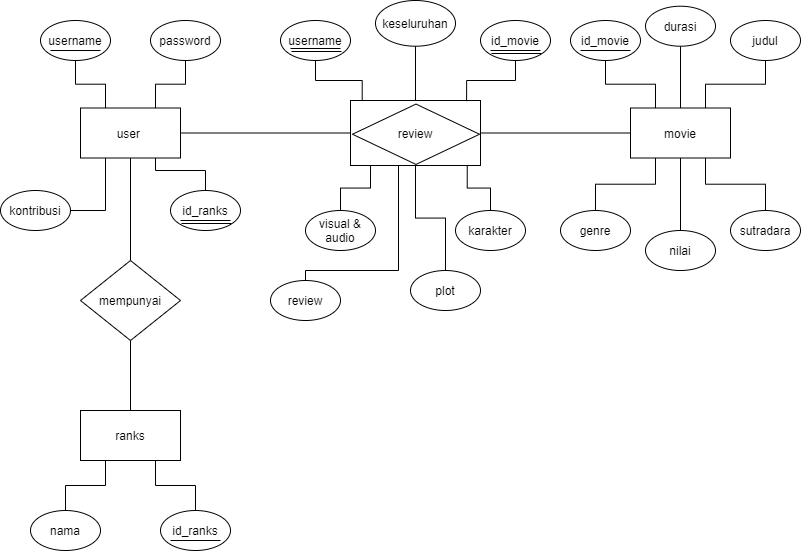 keseluruhan
username
password
username
id_movie
id_movie
durasi
judul
user
review
movie
kontribusi
id_ranks
visual &
audio
karakter
genre
nilai
sutradara
mempunyai
review
plot
ranks
nama
id_ranks